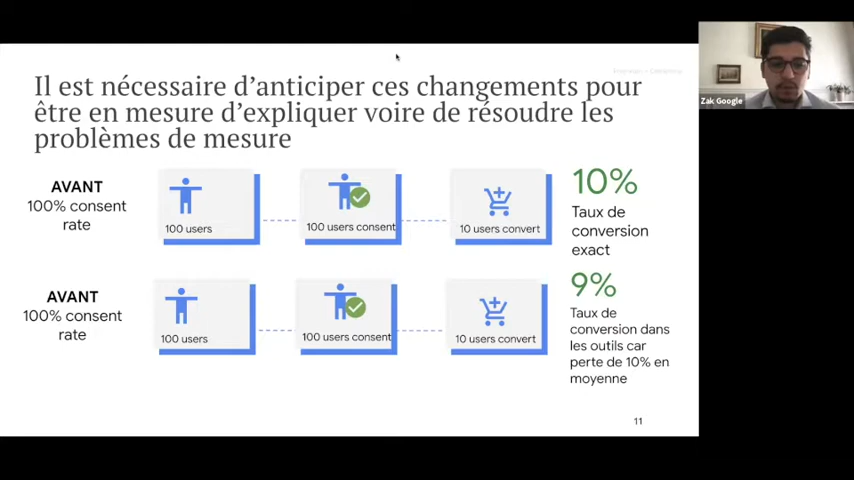 Il est nécessaire d’anticiper ces changements pour
être en mesure d’expliquer voire de résoudre les
problèmes de mesure
AVANT
100% consent
rate
100 users
100 users consent
10 users convert
10%
Taux de
conversion
exact
AVANT
100% consent
rate
100 users
100 users consent
10 users convert
9%
Taux de
conversion dans
les outils car
perte de 10% en
moyenne
11
Zak Google